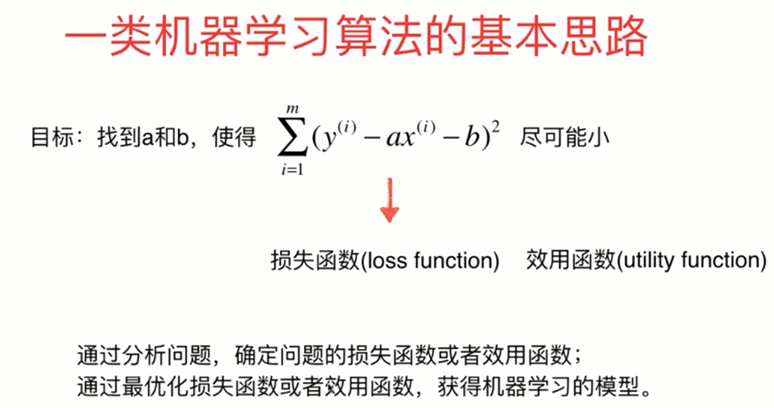 一类机器学习算法的基本思路
目标：找到a和b，使得 $\sum_{i=1}^{m}(y^{(i)} - ax^{(i)} - b)^2$ 尽可能小
损失函数(loss function) 效用函数(utility function)
通过分析问题，确定问题的损失函数或者效用函数；
通过最优化损失函数或者效用函数，获得机器学习的模型。